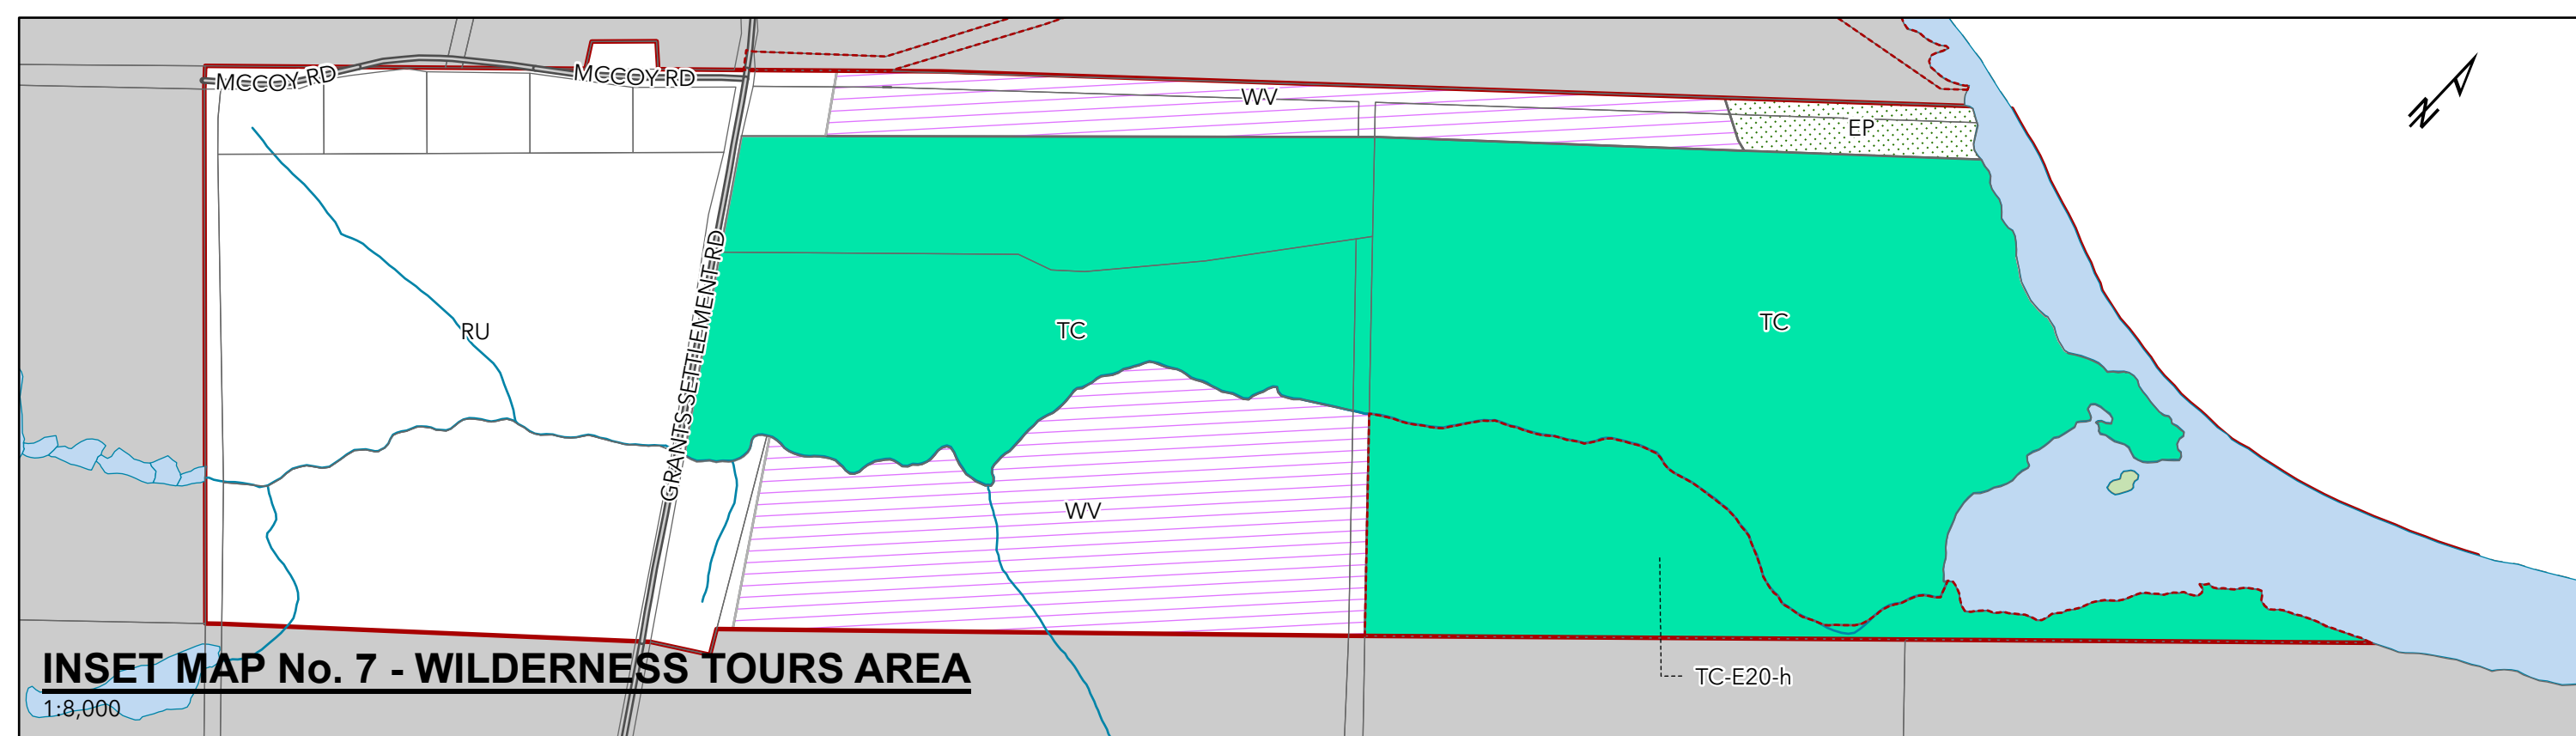 MCCOY RD
MCCOY RD
WV
EP
N
RU
GRANTS SETTLEMENT RD
TC
TC
WV
TC-E20-h
INSET MAP No. 7 - WILDERNESS TOURS AREA
1:8,000